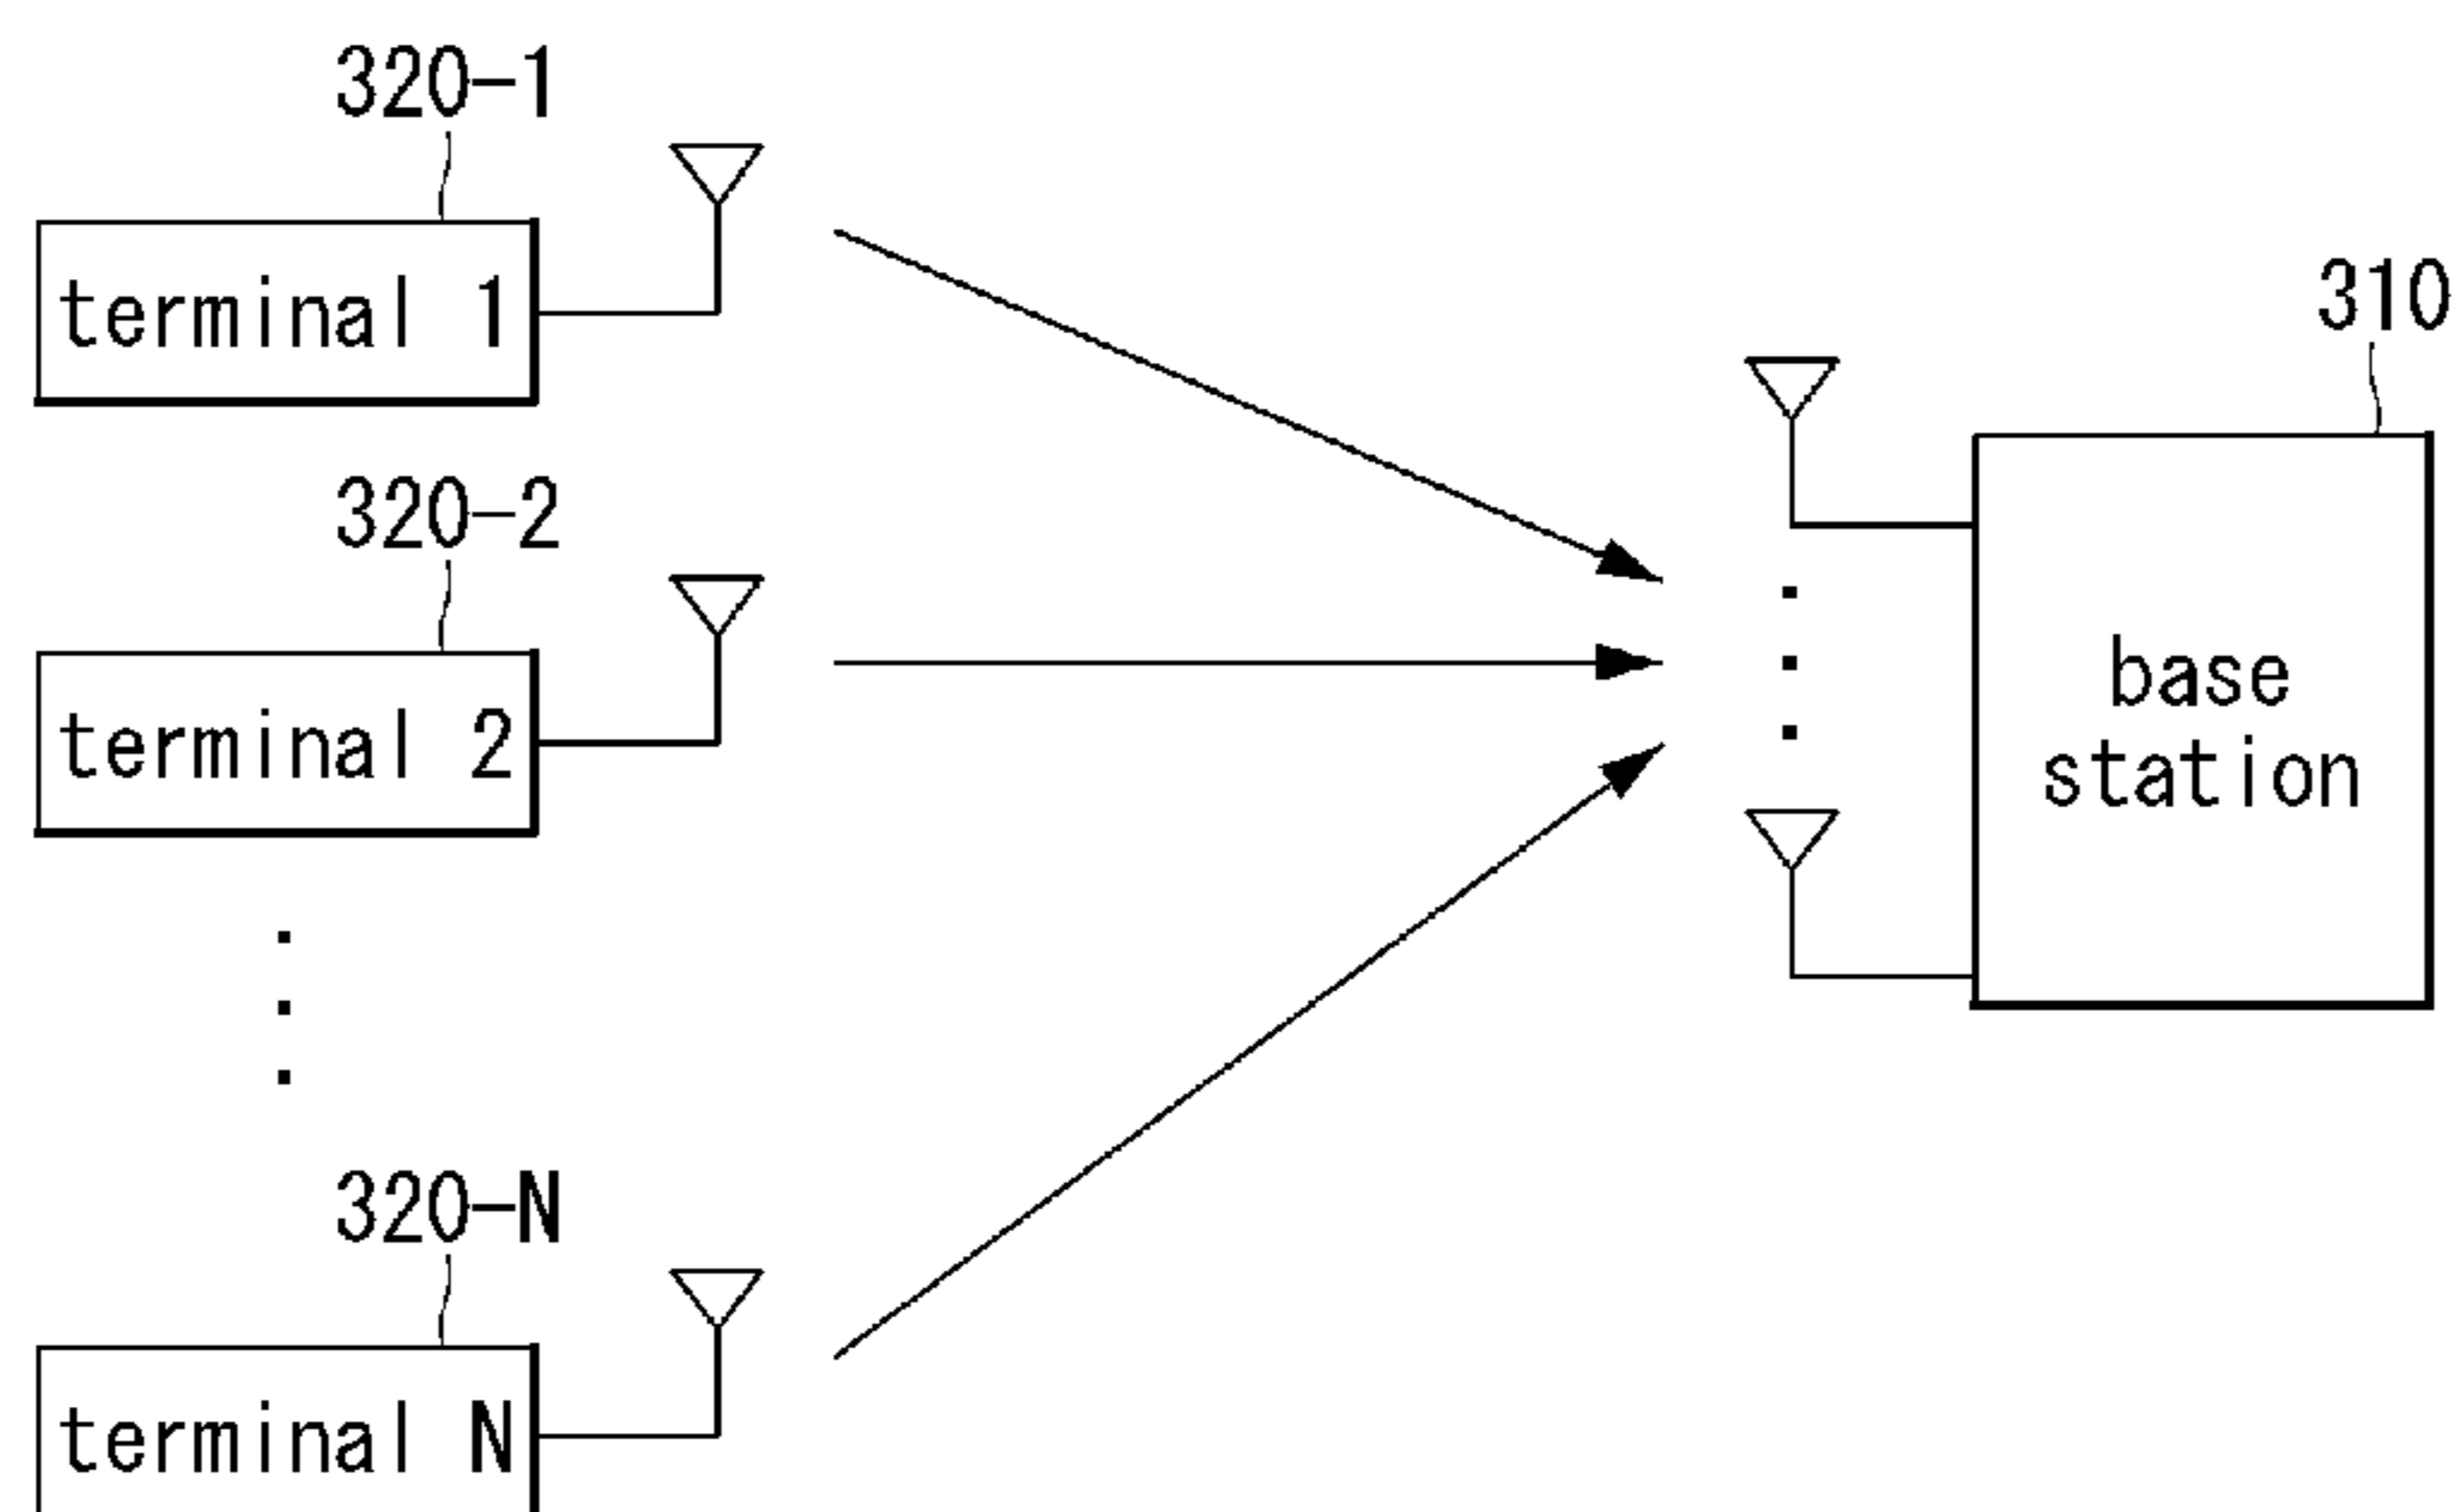 320-1
terminal 1
310
320-2
terminal 2
base
station
320-N
terminal N